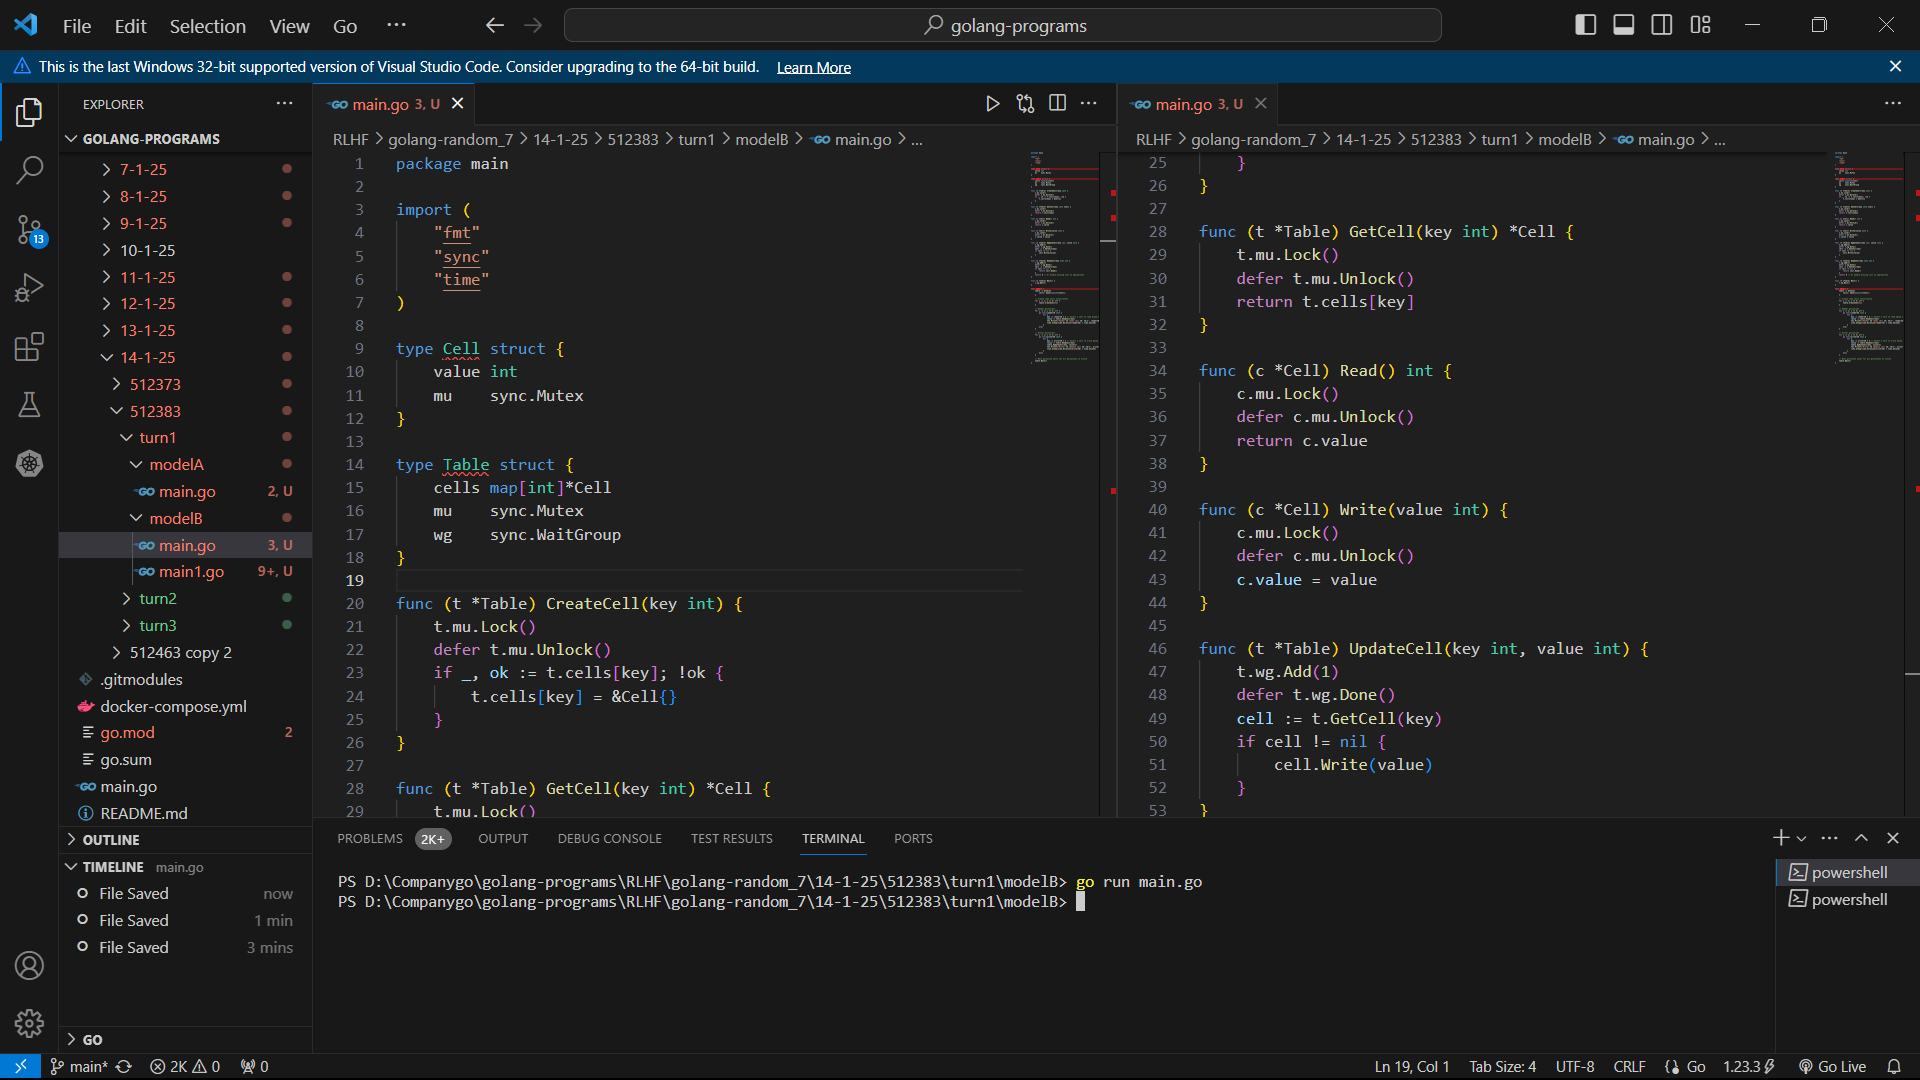 File Edit Selection View Go ··· golang-programs
This is the last Windows 32-bit supported version of Visual Studio Code. Consider upgrading to the 64-bit build. Learn More
EXPLORER
GOLANG-PROGRAMS
7-1-25
8-1-25
9-1-25
10-1-25
11-1-25
12-1-25
13-1-25
14-1-25
512373
512383
turn1
modelA
main.go 2, U
modelB
main.go 3, U
main1.go 9+, U
turn2
turn3
512463 copy 2
.gitmodules
docker-compose.yml
go.mod 2
go.sum
main.go
README.md
OUTLINE
TIMELINE main.go
File Saved now
File Saved 1 min
File Saved 3 mins
GO
13
main.go 3, U
RLHF > golang-random_7 > 14-1-25 > 512383 > turn1 > modelB > main.go > ...
1 package main
2
3 import (
4 "fmt"
5 "sync"
6 "time"
7 )
8
9 type Cell struct {
10 value int
11 mu sync.Mutex
12 }
13
14 type Table struct {
15 cells map[int]*Cell
16 mu sync.Mutex
17 wg sync.WaitGroup
18 }
19
20 func (t *Table) CreateCell(key int) {
21 t.mu.Lock()
22 defer t.mu.Unlock()
23 if _, ok := t.cells[key]; !ok {
24 t.cells[key] = &Cell{}
25 }
26 }
27
28 func (t *Table) GetCell(key int) *Cell {
29 t.mu.Lock()
main.go 3, U
RLHF > golang-random_7 > 14-1-25 > 512383 > turn1 > modelB > main.go > ...
25 }
26 }
27
28 func (t *Table) GetCell(key int) *Cell {
29 t.mu.Lock()
30 defer t.mu.Unlock()
31 return t.cells[key]
32 }
33
34 func (c *Cell) Read() int {
35 c.mu.Lock()
36 defer c.mu.Unlock()
37 return c.value
38 }
39
40 func (c *Cell) Write(value int) {
41 c.mu.Lock()
42 defer c.mu.Unlock()
43 c.value = value
44 }
45
46 func (t *Table) UpdateCell(key int, value int) {
47 t.wg.Add(1)
48 defer t.wg.Done()
49 cell := t.GetCell(key)
50 if cell != nil {
51 cell.Write(value)
52 }
53 }
PROBLEMS 2K+ OUTPUT DEBUG CONSOLE TEST RESULTS TERMINAL PORTS
PS D:\Companygo\golang-programs\RLHF\golang-random_7\14-1-25\512383\turn1\modelB> go run main.go
PS D:\Companygo\golang-programs\RLHF\golang-random_7\14-1-25\512383\turn1\modelB>
powershell
powershell
main* 2K 0 0 Ln 19, Col 1 Tab Size: 4 UTF-8 CRLF Go 1.23.3 Go Live